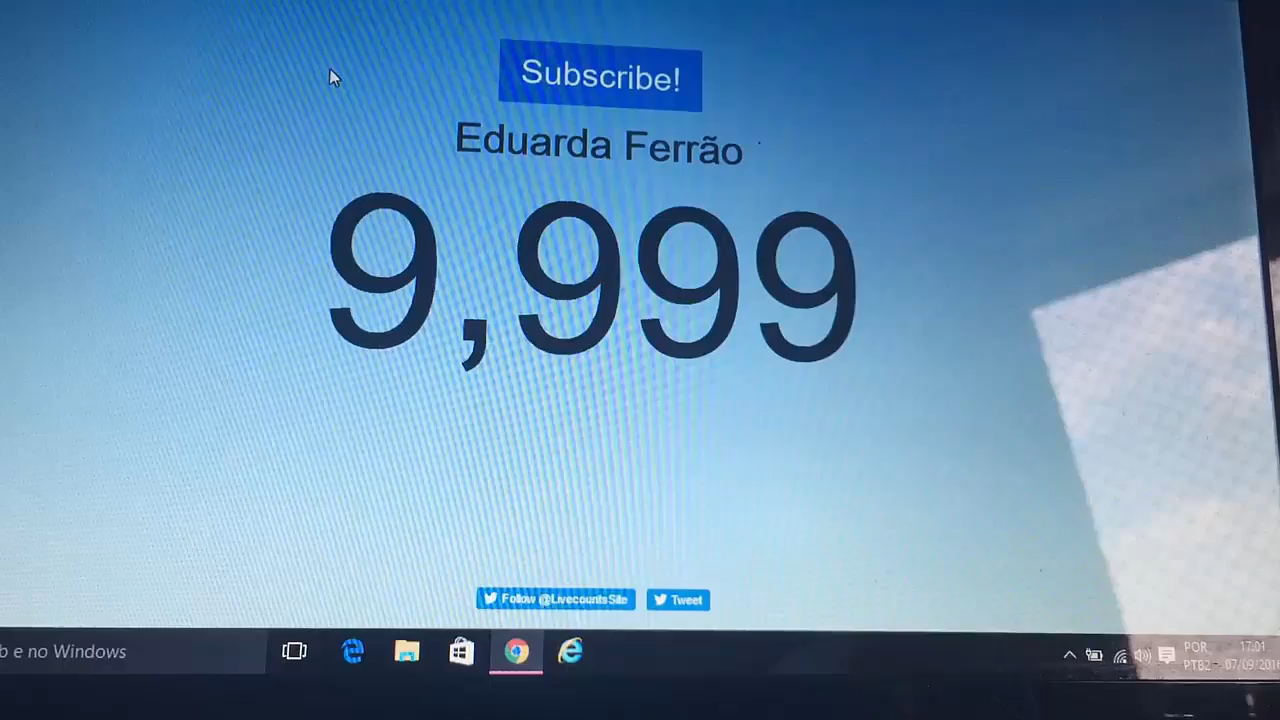 Subscribe!
Eduarda Ferrão
9,999
Follow @LivecountsSite
Tweet
b e no Windows
POR 17:01
PTB2 07/09/2016